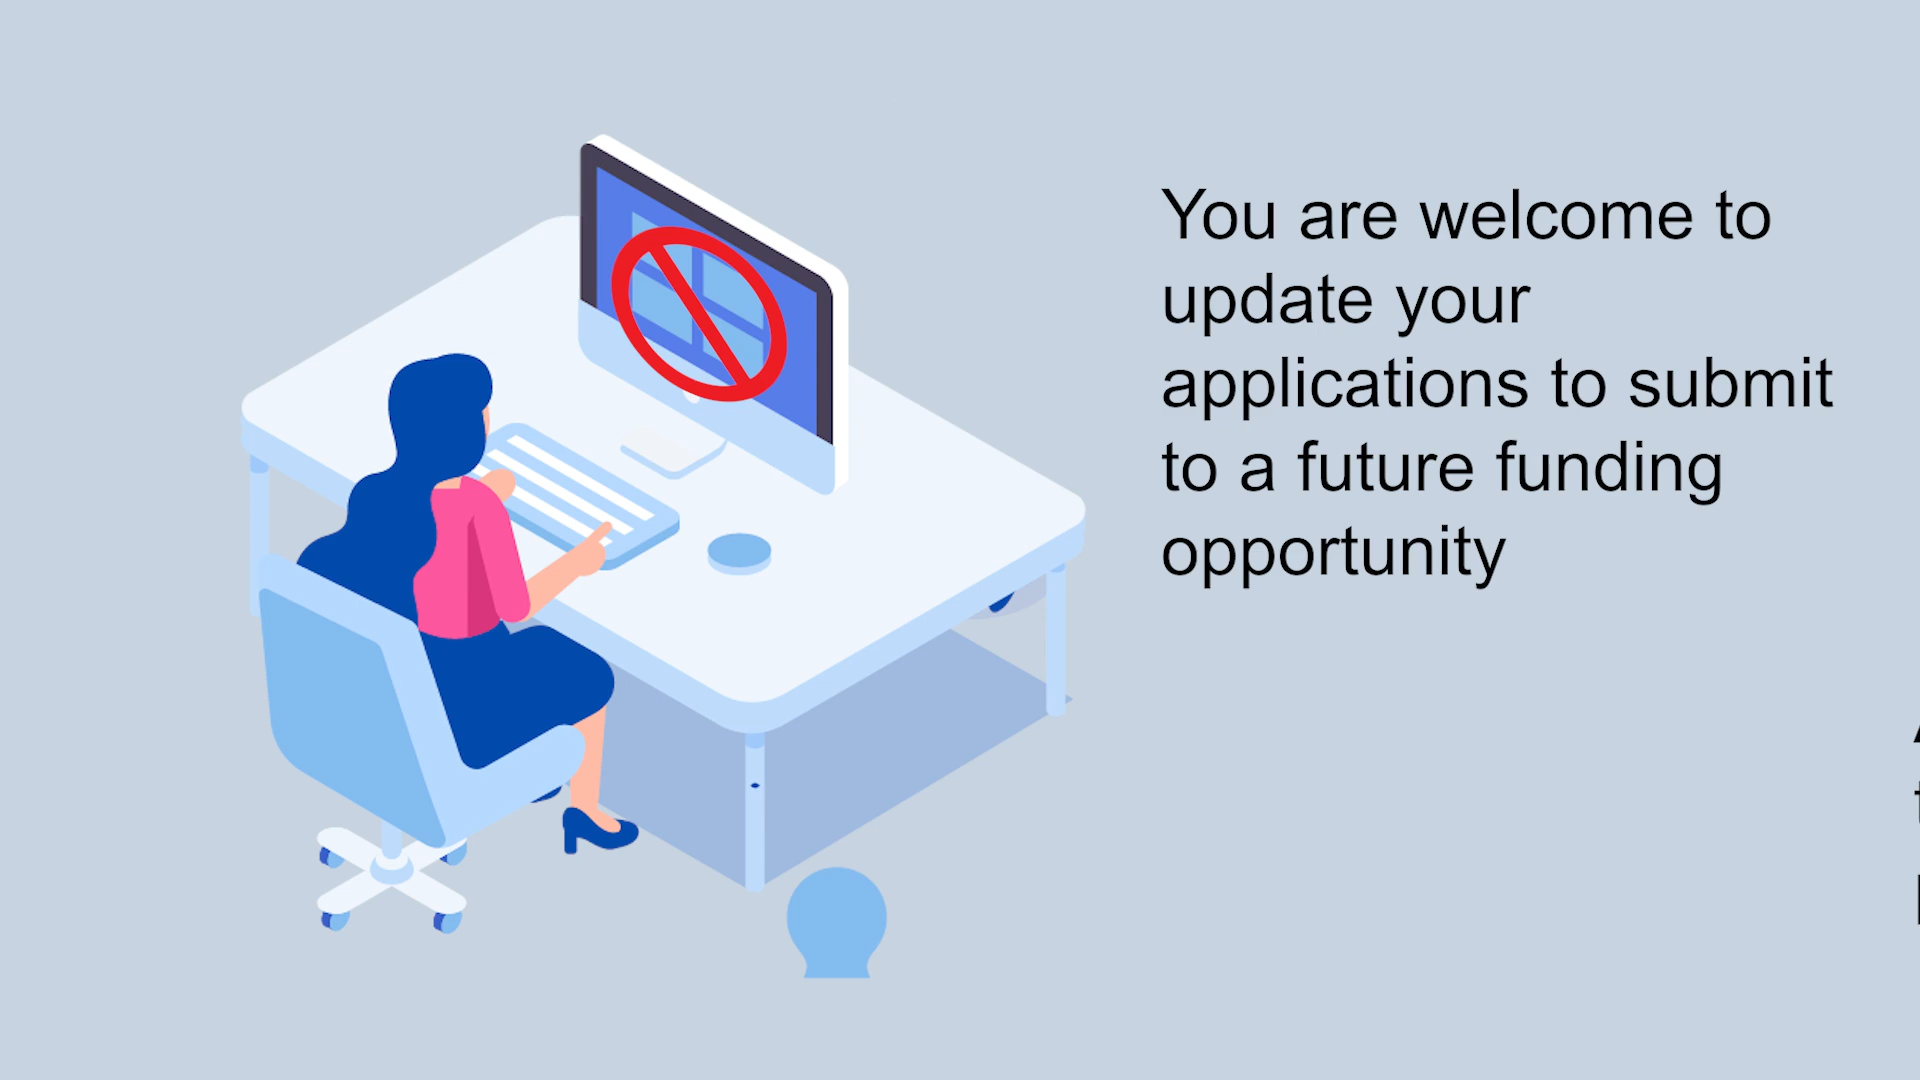 You are welcome to
update your
applications to submit
to a future funding
opportunity